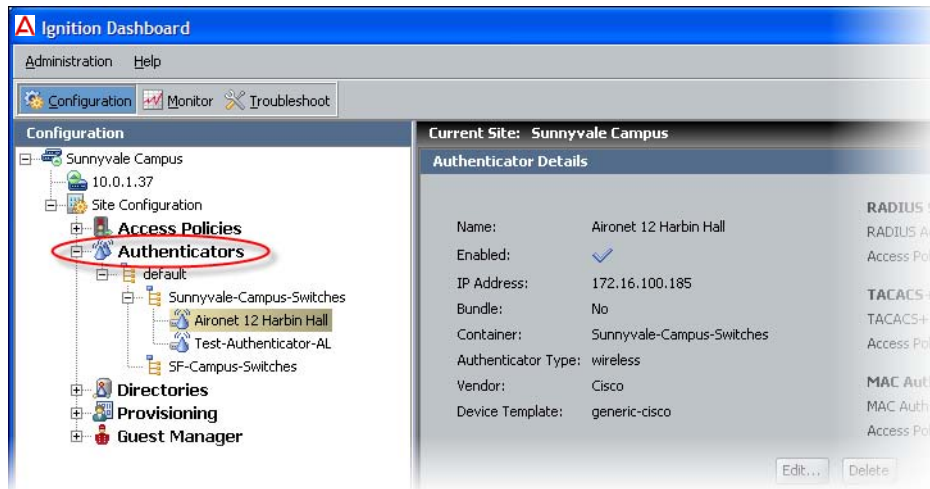 Ignition Dashboard
Administration Help
Configuration Monitor Troubleshoot
Configuration
Sunnyvale Campus
10.0.1.37
Site Configuration
Access Policies
Authenticators
default
Sunnyvale-Campus-Switches
Aironet 12 Harbin Hall
Test-Authenticator-AL
SF-Campus-Switches
Directories
Provisioning
Guest Manager
Current Site: Sunnyvale Campus
Authenticator Details
Name: Aironet 12 Harbin Hall
Enabled:
IP Address: 172.16.100.185
Bundle: No
Container: Sunnyvale-Campus-Switches
Authenticator Type: wireless
Vendor: Cisco
Device Template: generic-cisco
RADIUS
RADIUS A
Access Po
TACACS+
TACACS+
Access Po
MAC Aut
MAC Auth
Access Po
Edit... Delete